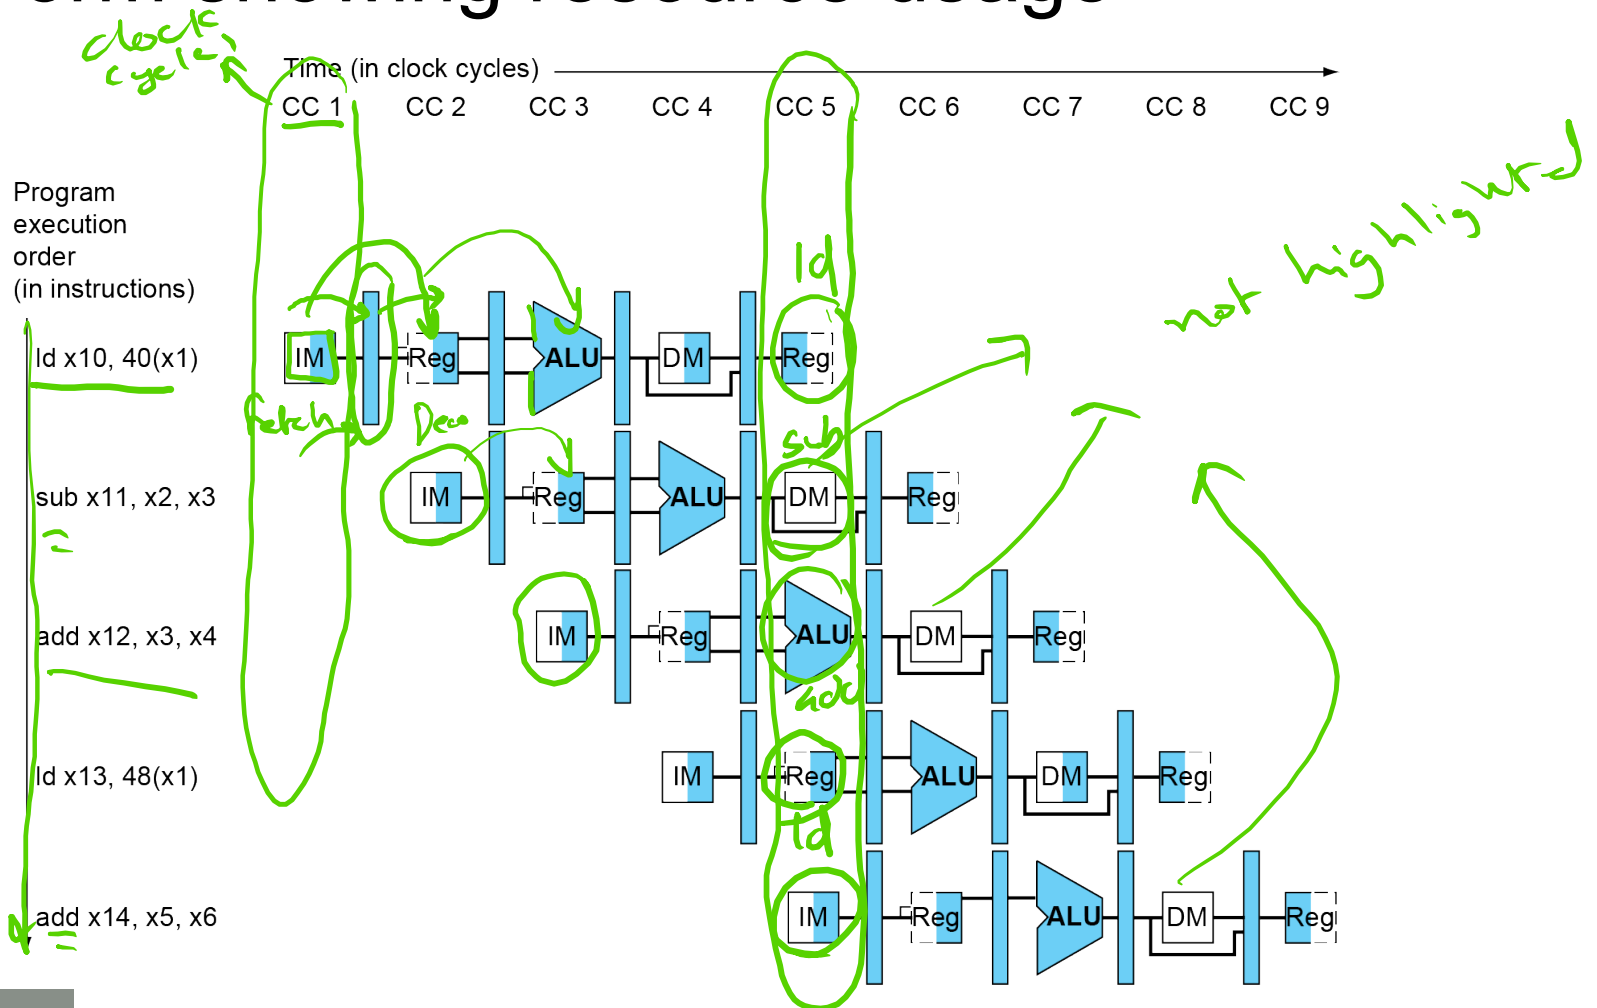 clock
cycle
Time (in clock cycles)
CC 1 CC 2 CC 3 CC 4 CC 5 CC 6 CC 7 CC 8 CC 9
not highlighted
Program
execution
order
(in instructions)
ld
ld x10, 40(x1) IM Reg ALU DM Reg
fetch Deco
sub
sub x11, x2, x3 IM Reg ALU DM Reg
add x12, x3, x4 IM Reg ALU DM Reg
add
ld x13, 48(x1) IM Reg ALU DM Reg
ld
add x14, x5, x6 IM Reg ALU DM Reg